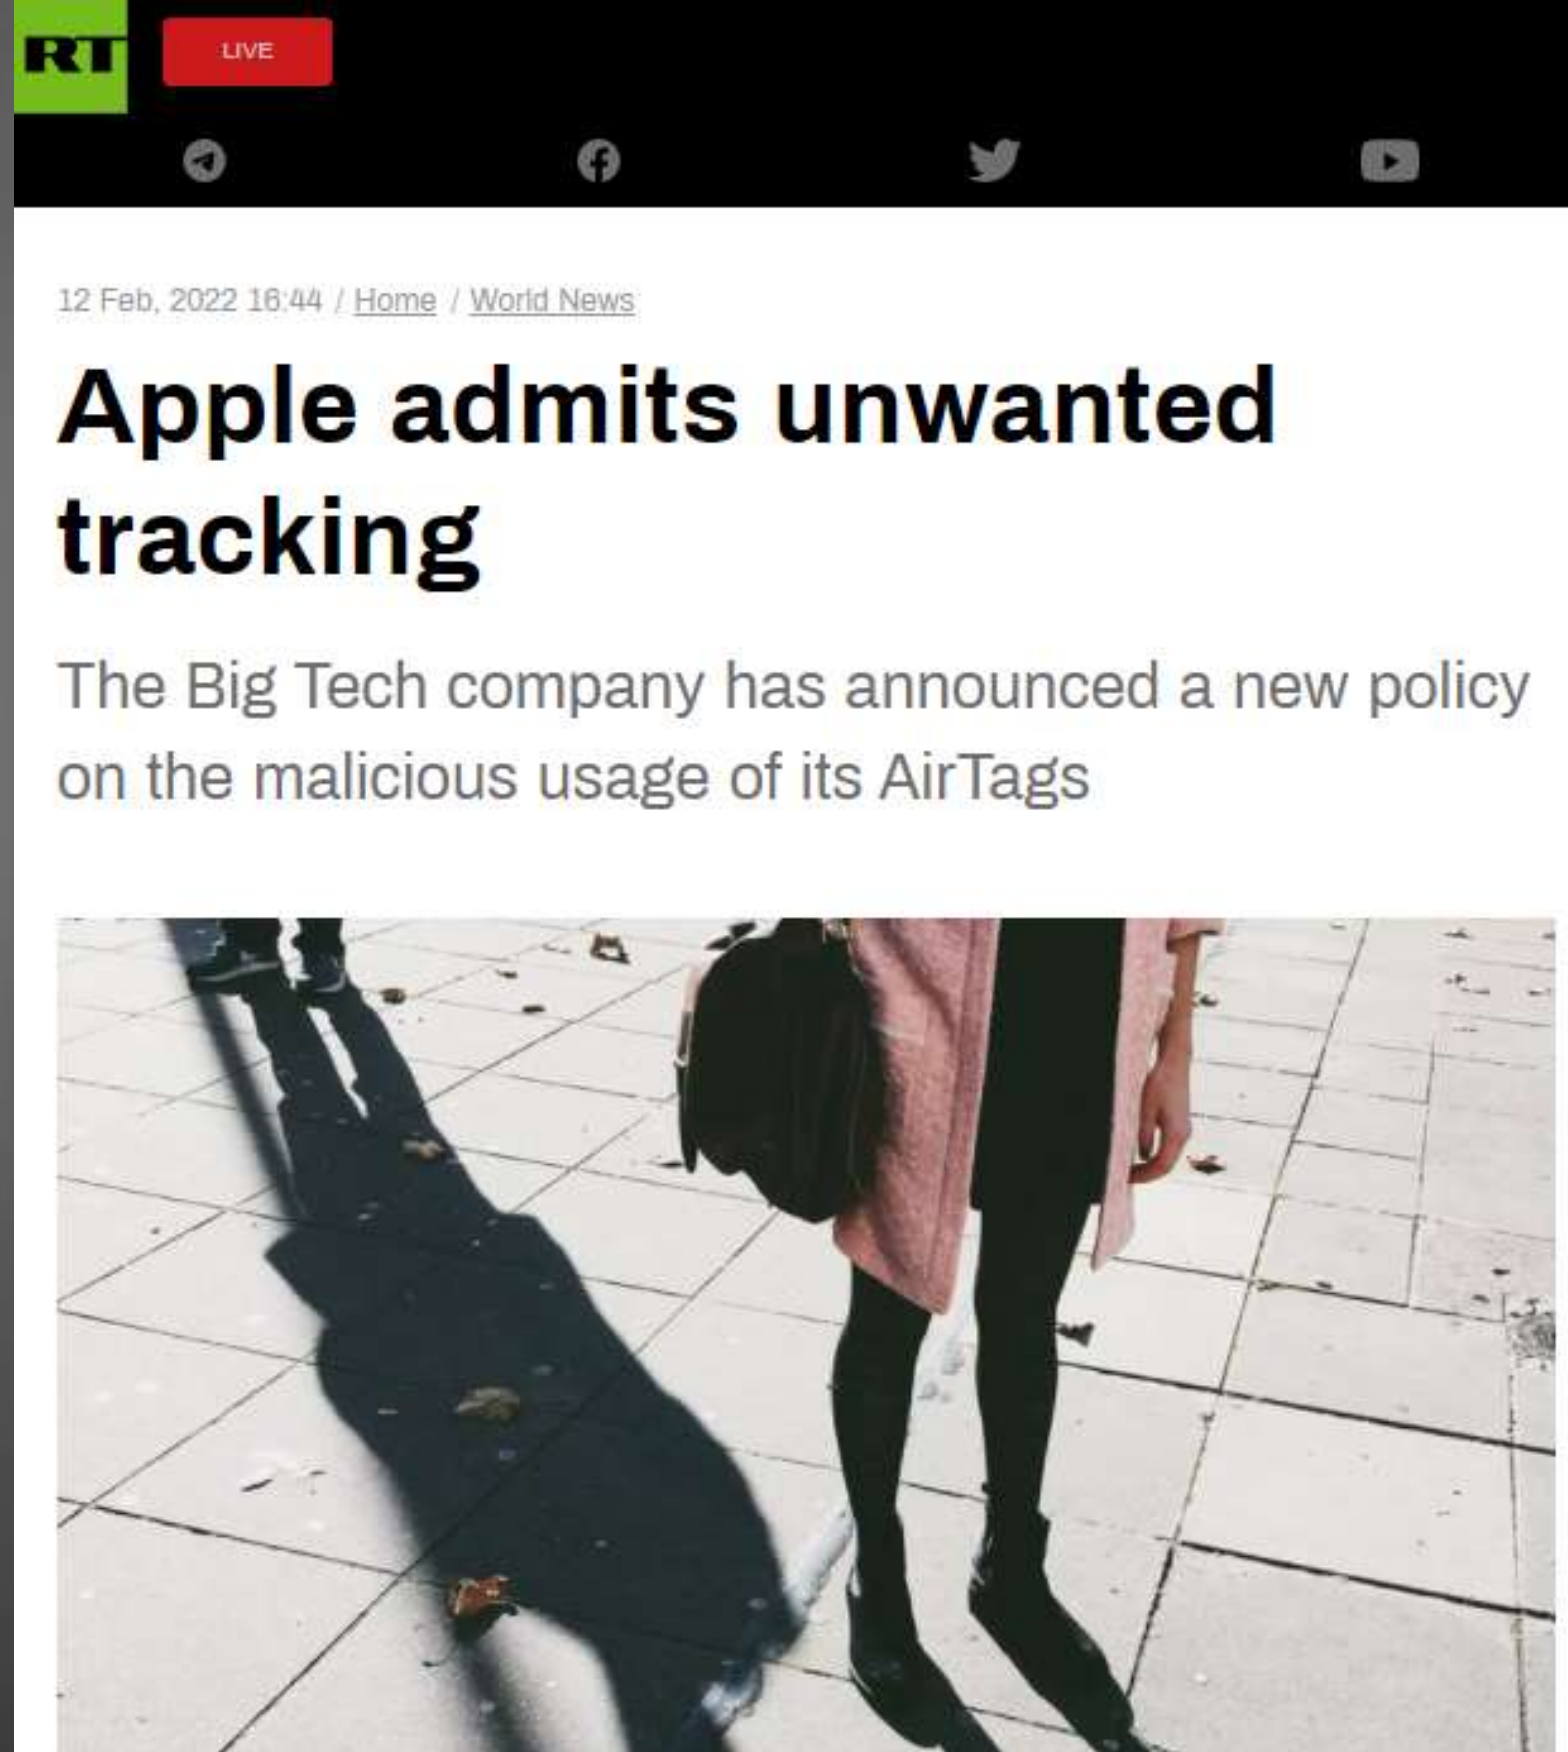 RT
LIVE
12 Feb, 2022 16:44 / Home / World News
Apple admits unwanted
tracking
The Big Tech company has announced a new policy
on the malicious usage of its AirTags